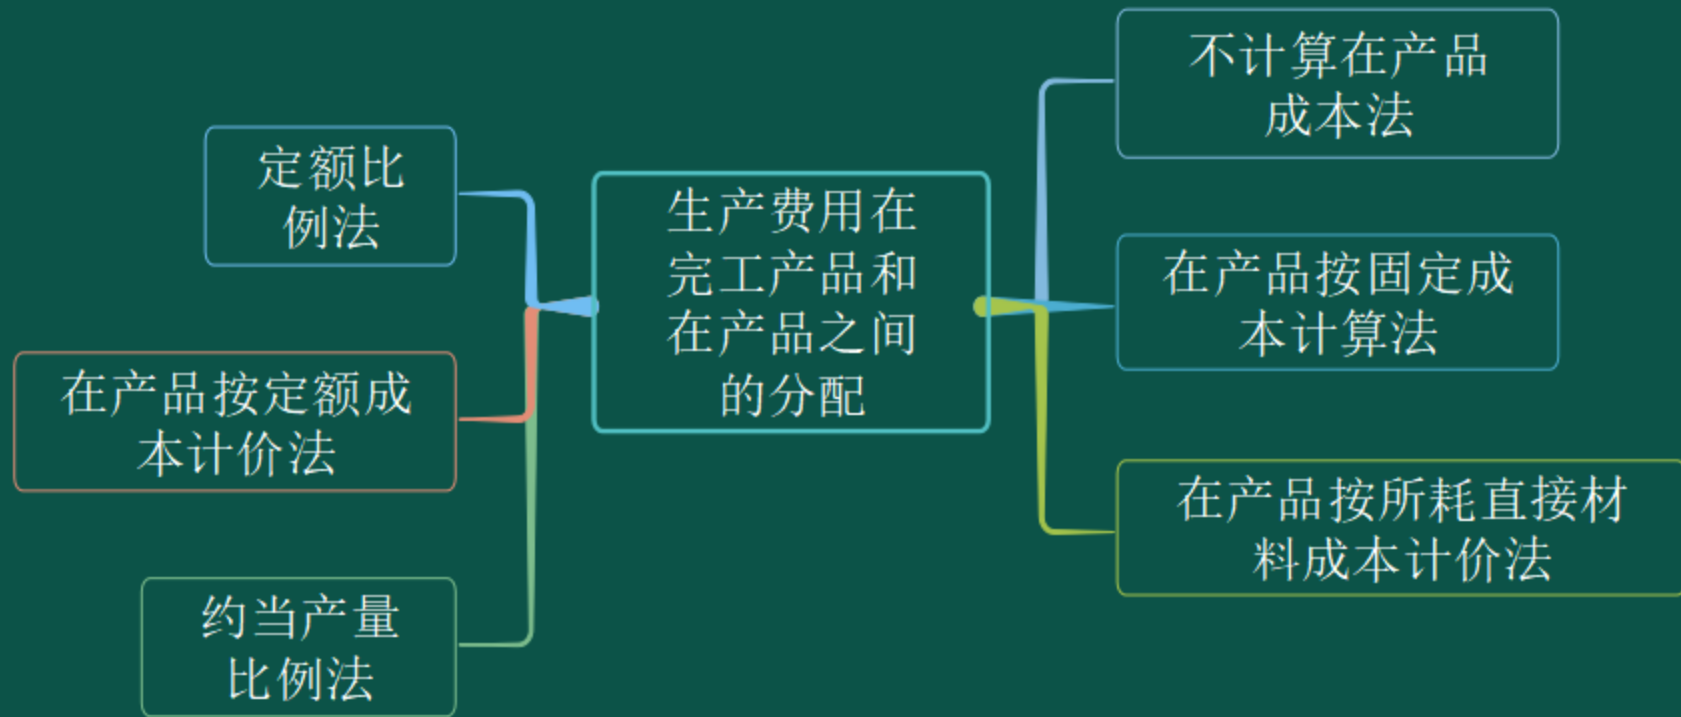 不计算在产品
成本法
定额比
例法
生产费用在
完工产品和
在产品之间
的分配
在产品按固定成
本计算法
在产品按定额成
本计价法
在产品按所耗直接材
料成本计价法
约当产量
比例法